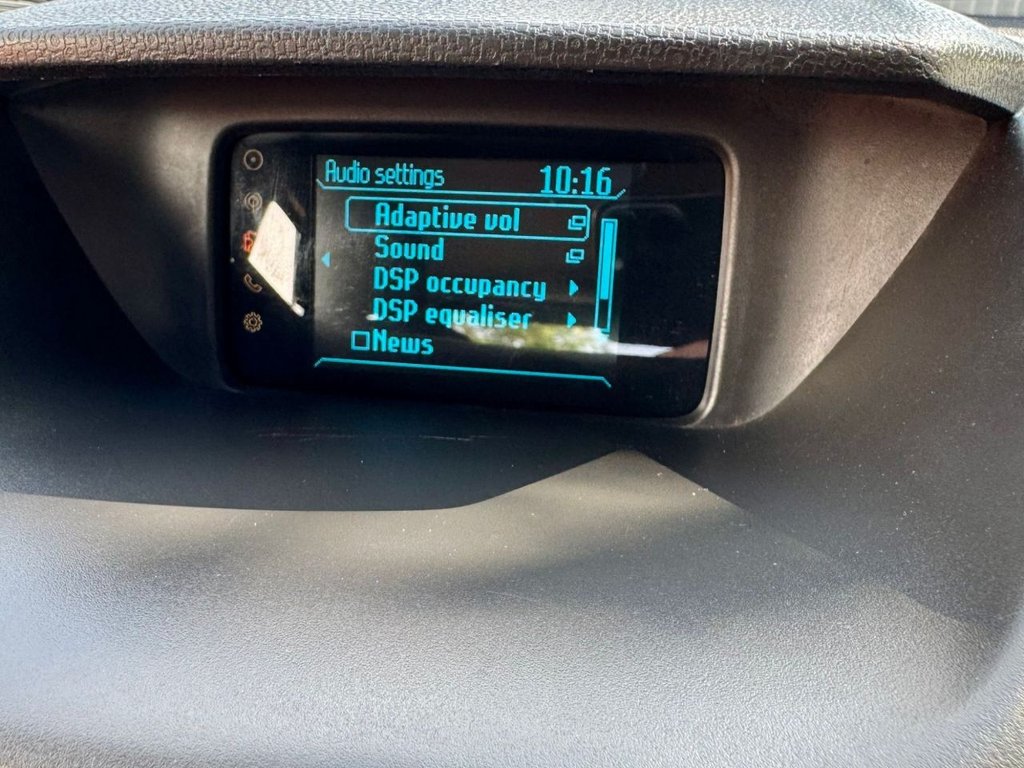 Audio settings 10:16
Adaptive vol
Sound
DSP occupancy
DSP equaliser
News